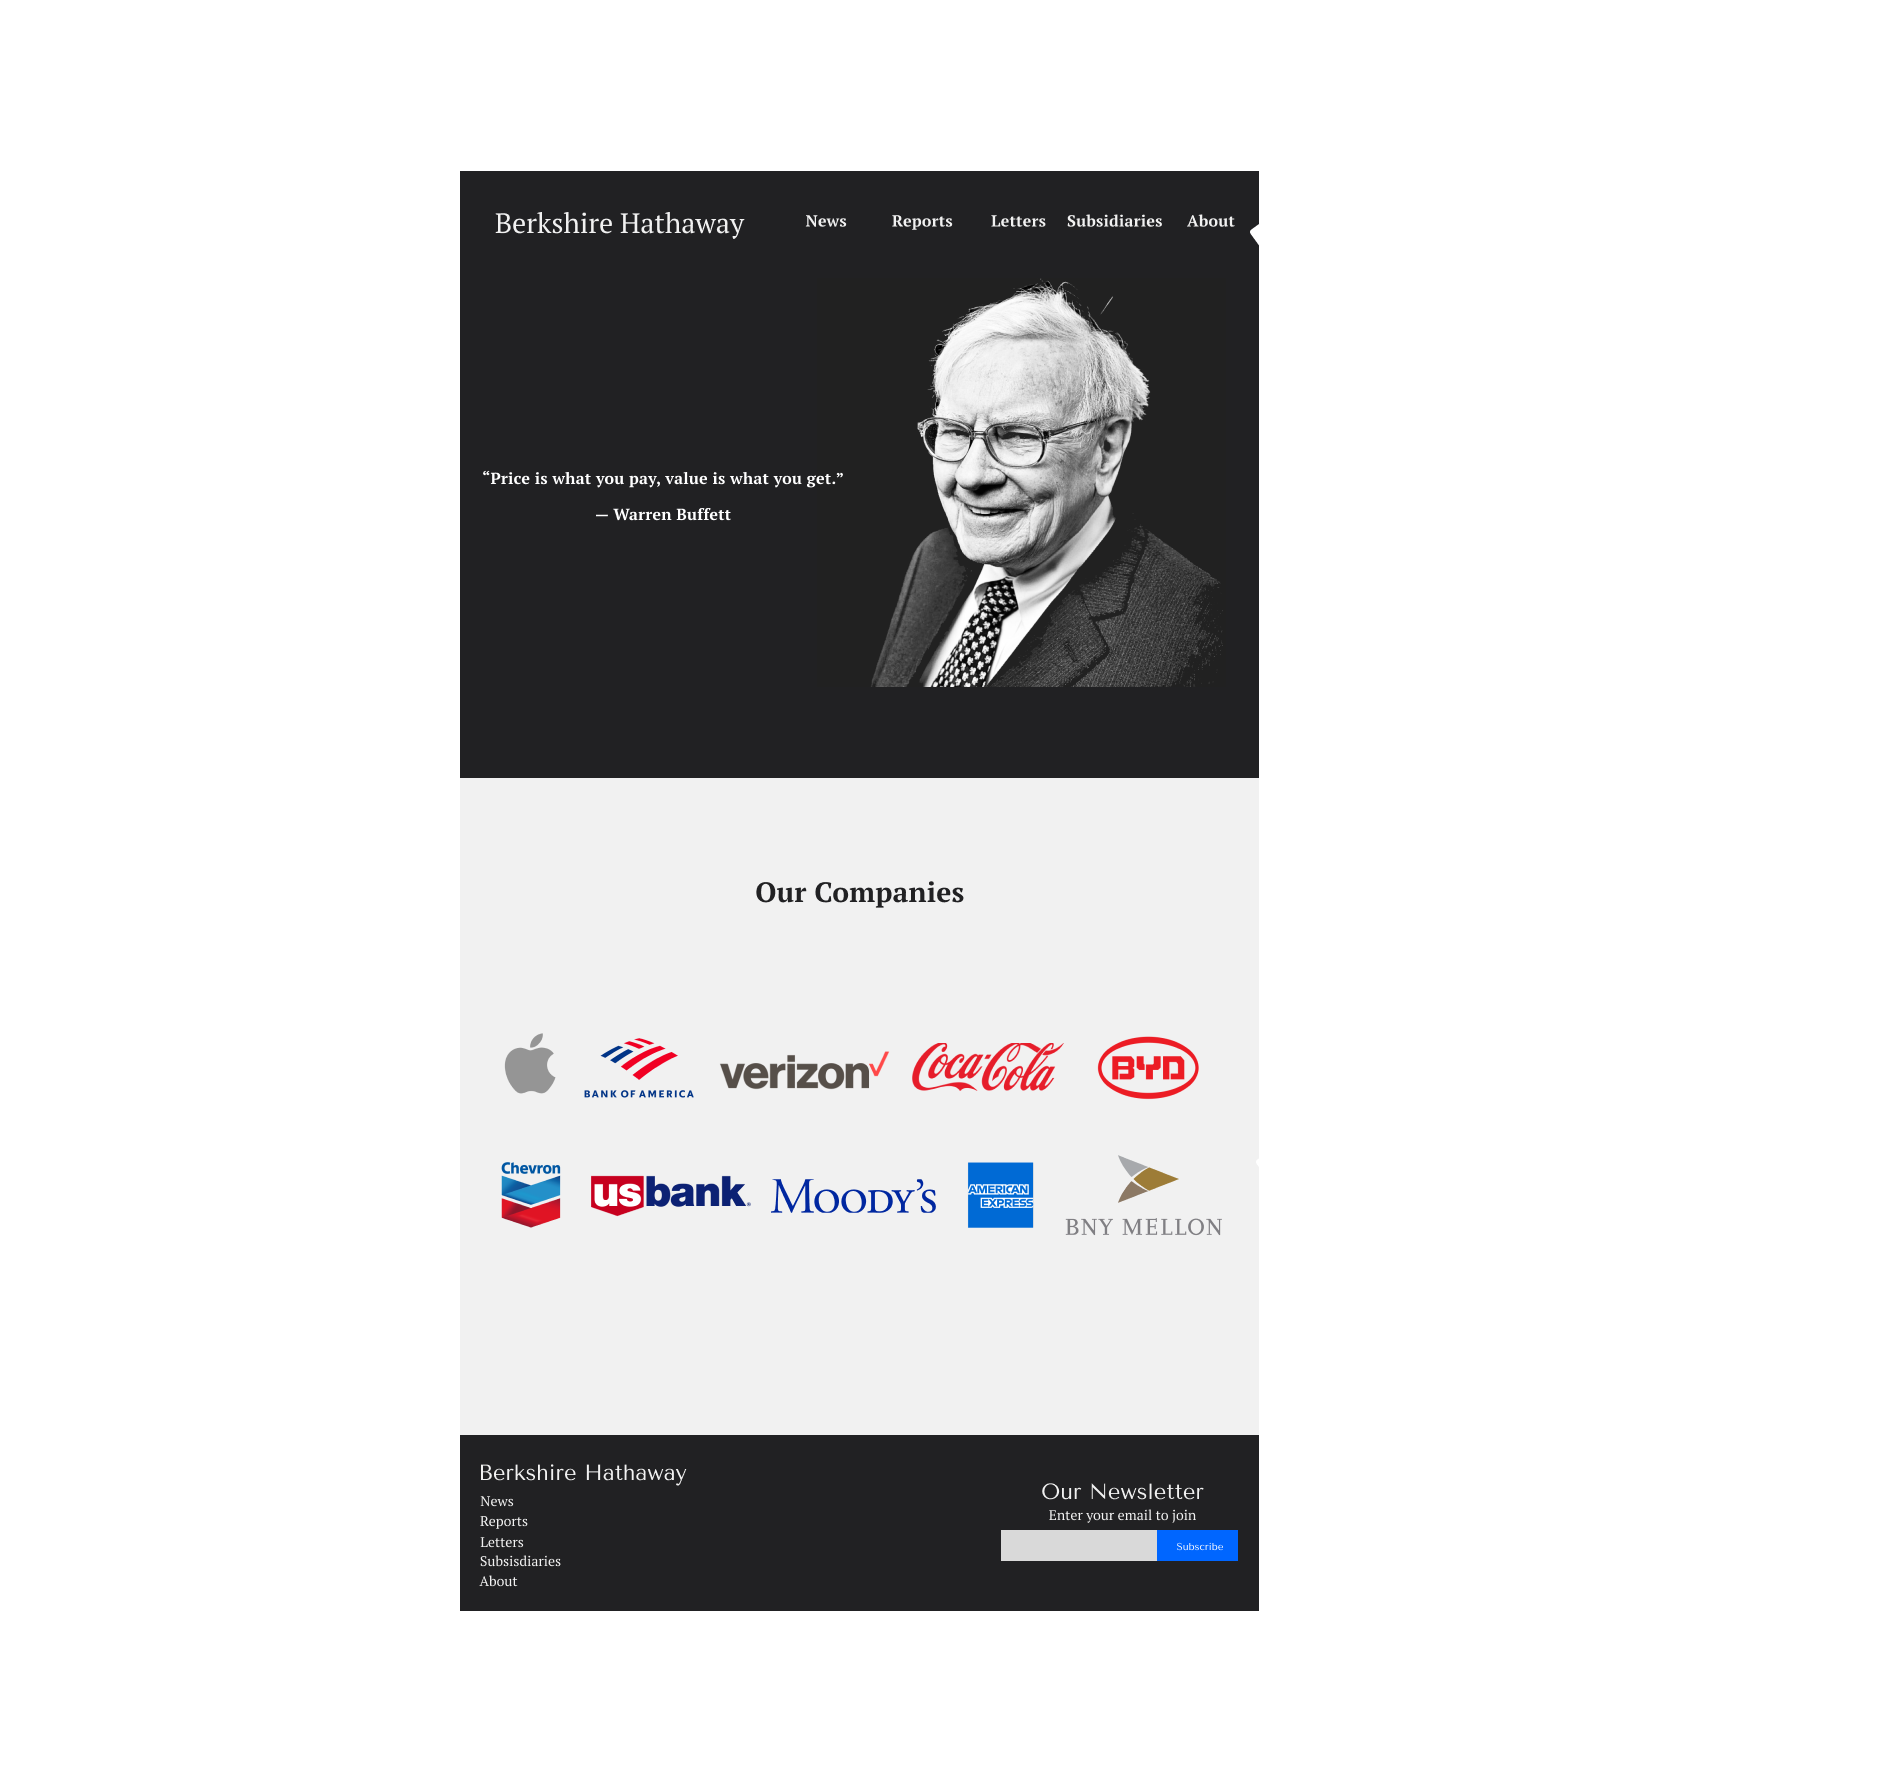 Berkshire Hathaway News Reports Letters Subsidiaries About
“Price is what you pay, value is what you get.”
— Warren Buffett
Our Companies
BANK OF AMERICA
verizon
Coca-Cola
BYD
Chevron
usbank®
MOODY’S
AMERICAN
EXPRESS
BNY MELLON
Berkshire Hathaway
News
Reports
Letters
Subsisdiaries
About
Our Newsletter
Enter your email to join
Subscribe